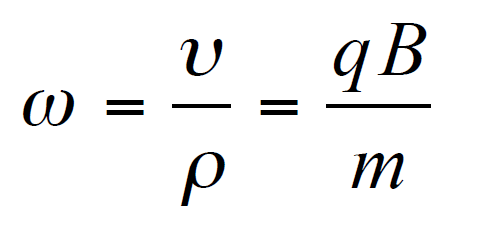 ω = υ/ρ = qB/m